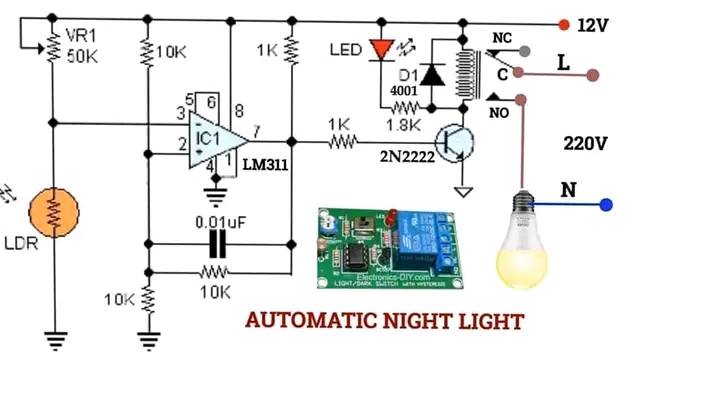 12V
VR1
50K
10K
1K
LED
NC
L
C
D1
4001
NO
1.8K
5
6
8
3
7
IC1
2
4
1
LM311
1K
2N2222
220V
N
0.01uF
LDR
10K
10K
Electronics-DIY.com
LIGHT/DARK SWITCH WITH HYSTERESIS
AUTOMATIC NIGHT LIGHT